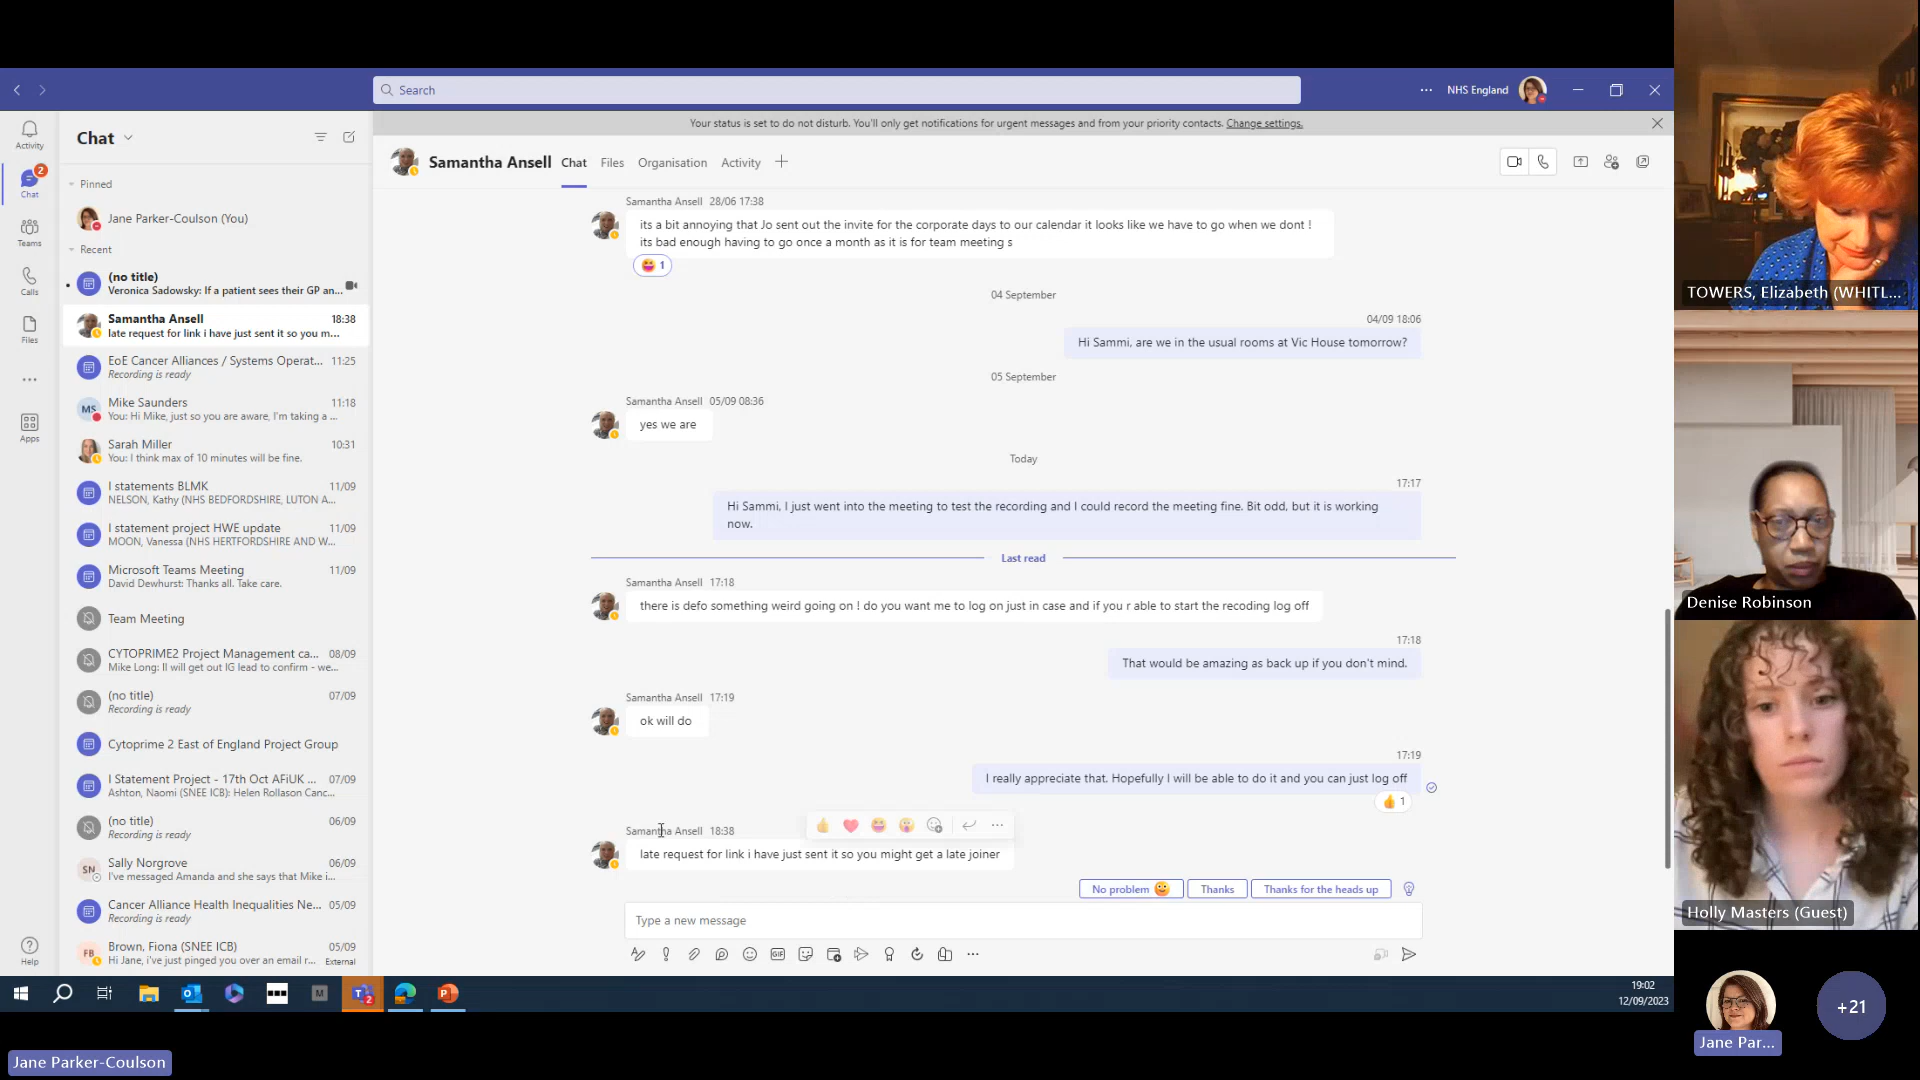 Search
NHS England
Activity
Chat
2
Teams
Calls
Files
Apps
Help
Chat
Pinned
Jane Parker-Coulson (You)
Recent
(no title)
Veronica Sadowsky: If a patient sees their GP an...
Samantha Ansell 18:38
late request for link i have just sent it so you m...
EoE Cancer Alliances / Systems Operat... 11:25
Recording is ready
MS
Mike Saunders 11:18
You: Hi Mike, just so you are aware, I'm taking a ...
Sarah Miller 10:31
You: I think max of 10 minutes will be fine.
I statements BLMK 11/09
NELSON, Kathy (NHS BEDFORDSHIRE, LUTON A...
I statement project HWE update 11/09
MOON, Vanessa (NHS HERTFORDSHIRE AND W...
Microsoft Teams Meeting 11/09
David Dewhurst: Thanks all. Take care.
Team Meeting
CYTOPRIME2 Project Management ca... 08/09
Mike Long: II will get out IG lead to confirm - we...
(no title) 07/09
Recording is ready
Cytoprime 2 East of England Project Group
I Statement Project - 17th Oct AFiUK ... 07/09
Ashton, Naomi (SNEE ICB): Helen Rollason Canc...
(no title) 06/09
Recording is ready
SN
Sally Norgrove 06/09
I've messaged Amanda and she says that Mike i...
Cancer Alliance Health Inequalities Ne... 05/09
Recording is ready
FB
Brown, Fiona (SNEE ICB) 05/09
Hi Jane, i've just pinged you over an email r... External
Your status is set to do not disturb. You'll only get notifications for urgent messages and from your priority contacts. Change settings.
Samantha Ansell Chat Files Organisation Activity
Samantha Ansell 28/06 17:38
its a bit annoying that Jo sent out the invite for the corporate days to our calendar it looks like we have to go when we dont !
its bad enough having to go once a month as it is for team meeting s
1
04 September
04/09 18:06
Hi Sammi, are we in the usual rooms at Vic House tomorrow?
05 September
Samantha Ansell 05/09 08:36
yes we are
Today
17:17
Hi Sammi, I just went into the meeting to test the recording and I could record the meeting fine. Bit odd, but it is working
now.
Last read
Samantha Ansell 17:18
there is defo something weird going on ! do you want me to log on just in case and if you r able to start the recoding log off
17:18
That would be amazing as back up if you don't mind.
Samantha Ansell 17:19
ok will do
17:19
I really appreciate that. Hopefully I will be able to do it and you can just log off
1
Samantha Ansell 18:38
late request for link i have just sent it so you might get a late joiner
No problem Thanks Thanks for the heads up
Type a new message
GIF
T 2
P
19:02
12/09/2023
TOWERS, Elizabeth (WHITL...
Denise Robinson
Holly Masters (Guest)
Jane Par...
+21
Jane Parker-Coulson